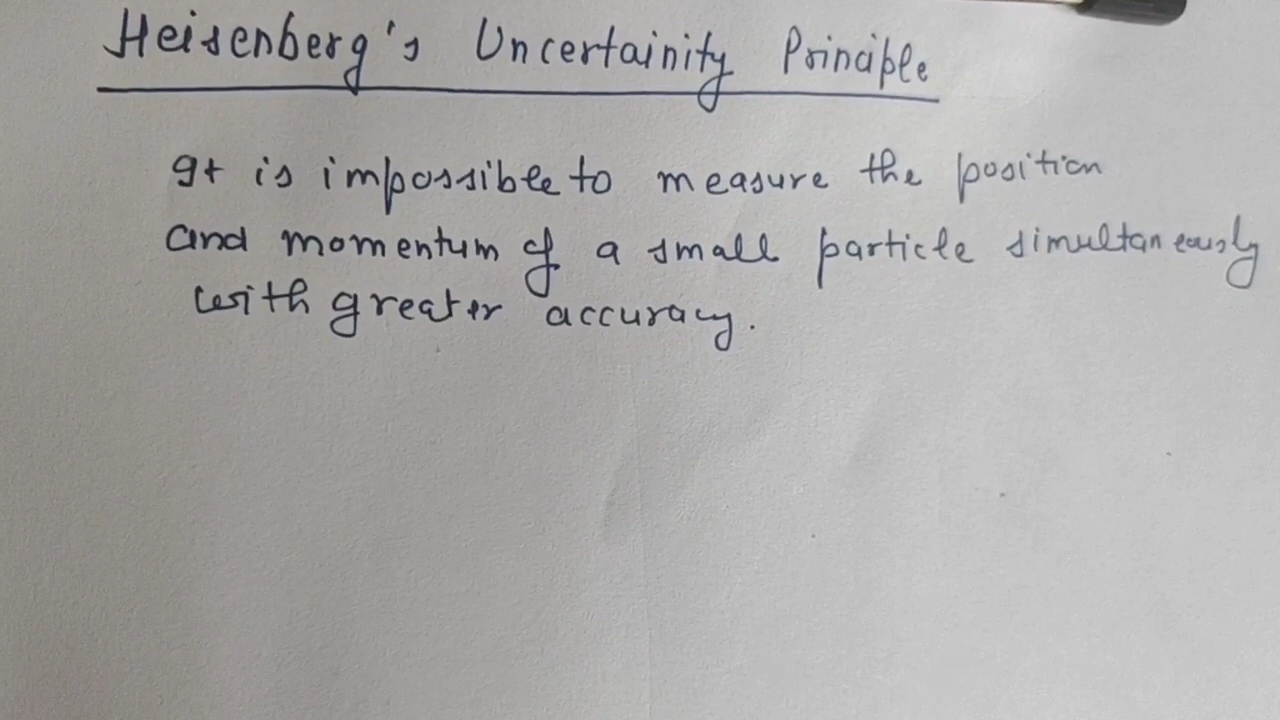 Heisenberg's Uncertainity Principle
It is impossible to measure the position
and momentum of a small particle simultaneously
with greater accuracy.